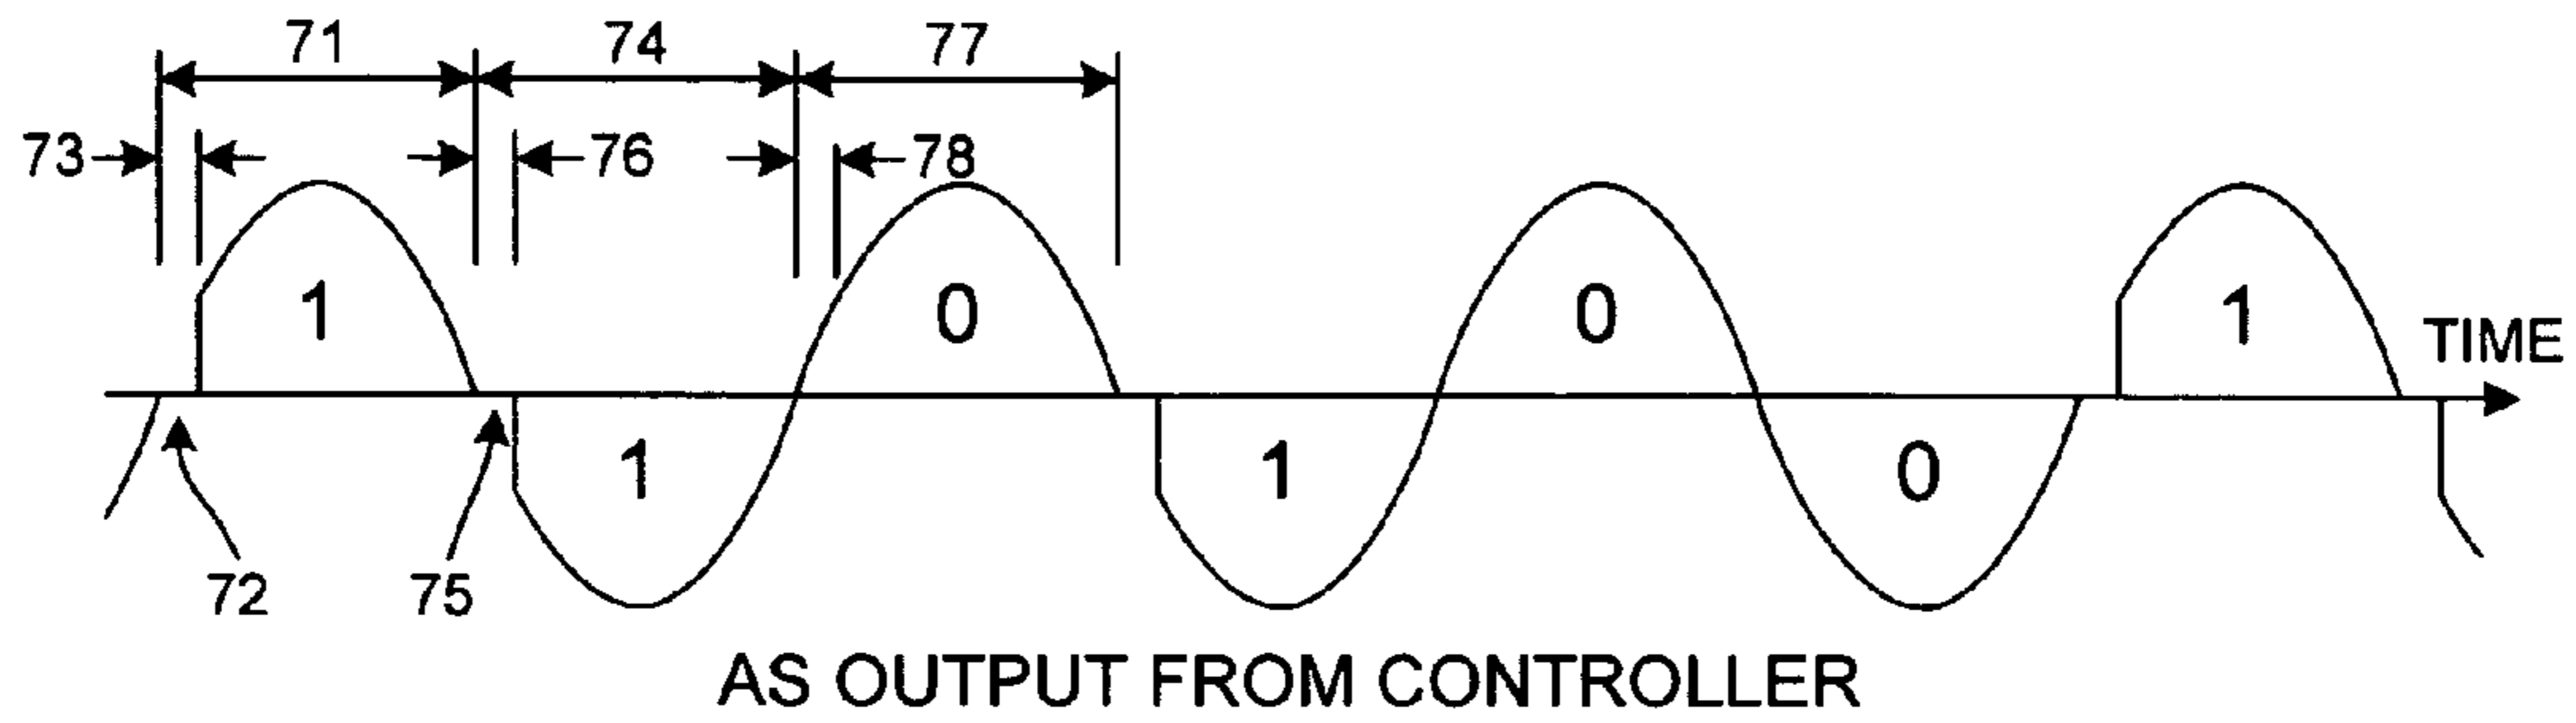 71 74 77
73 76 78
1 0 0 1
TIME
1 1 0
72 75
AS OUTPUT FROM CONTROLLER